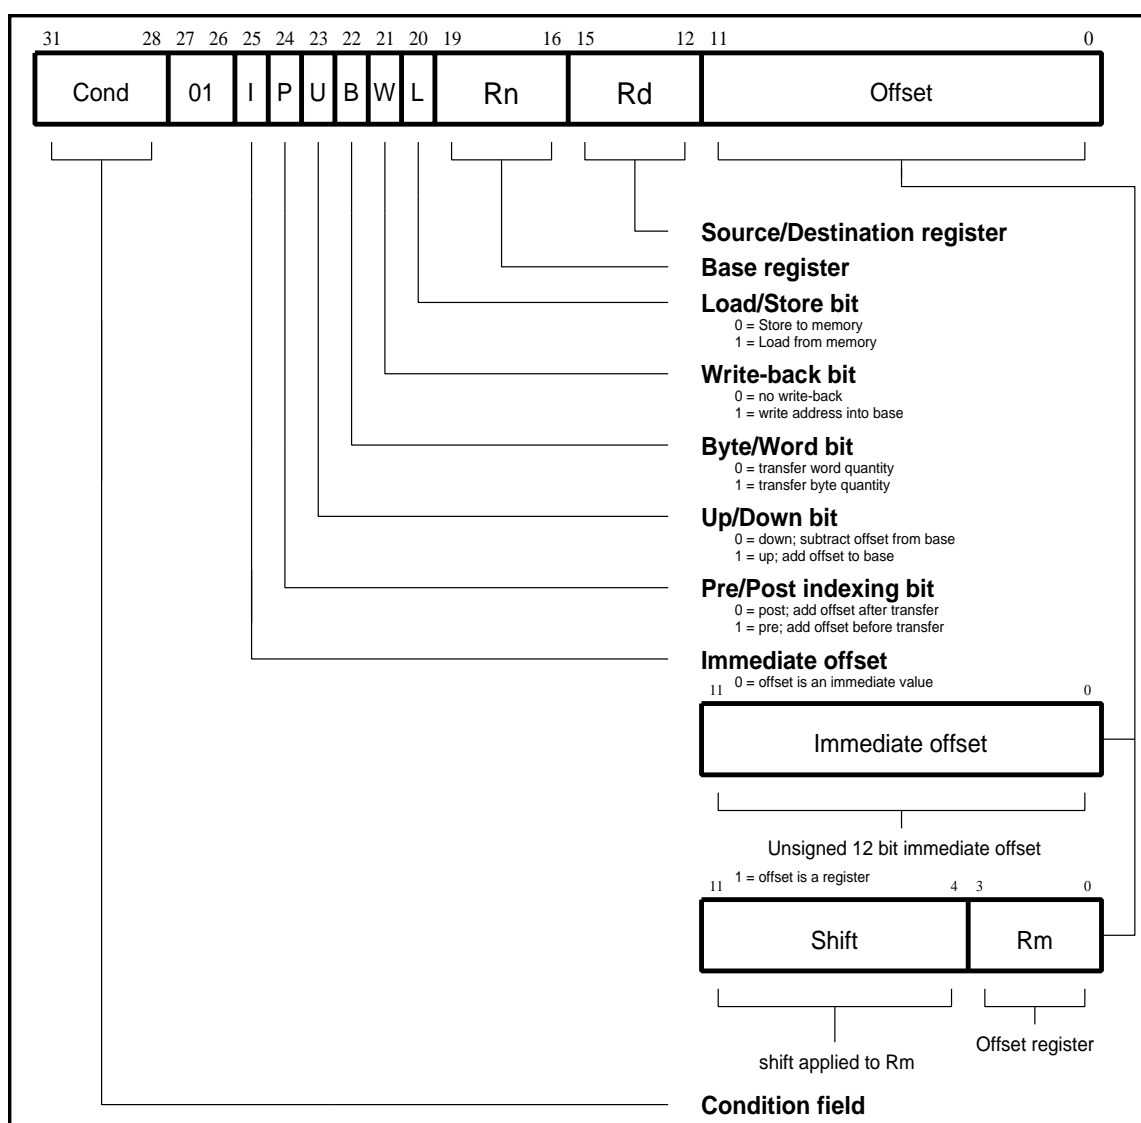 31 28 27 26 25 24 23 22 21 20 19 16 15 12 11 0
Cond 01 I P U B W L Rn Rd Offset
Source/Destination register
Base register
Load/Store bit
0 = Store to memory
1 = Load from memory
Write-back bit
0 = no write-back
1 = write address into base
Byte/Word bit
0 = transfer word quantity
1 = transfer byte quantity
Up/Down bit
0 = down; subtract offset from base
1 = up; add offset to base
Pre/Post indexing bit
0 = post; add offset after transfer
1 = pre; add offset before transfer
Immediate offset
0 = offset is an immediate value
11 0
Immediate offset
Unsigned 12 bit immediate offset
1 = offset is a register
11 4 3 0
Shift Rm
Offset register
shift applied to Rm
Condition field